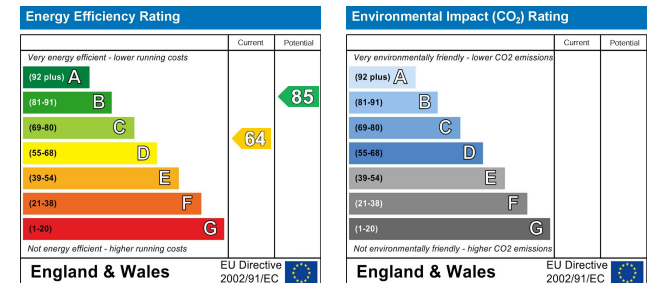 Energy Efficiency Rating
Current Potential
Very energy efficient - lower running costs
(92 plus) A
(81-91) B
85
(69-80) C
64
(55-68) D
(39-54) E
(21-38) F
(1-20) G
Not energy efficient - higher running costs
England & Wales
EU Directive
2002/91/EC
Environmental Impact (CO₂) Rating
Current Potential
Very environmentally friendly - lower CO2 emissions
(92 plus) A
(81-91) B
(69-80) C
(55-68) D
(39-54) E
(21-38) F
(1-20) G
Not environmentally friendly - higher CO2 emissions
England & Wales
EU Directive
2002/91/EC